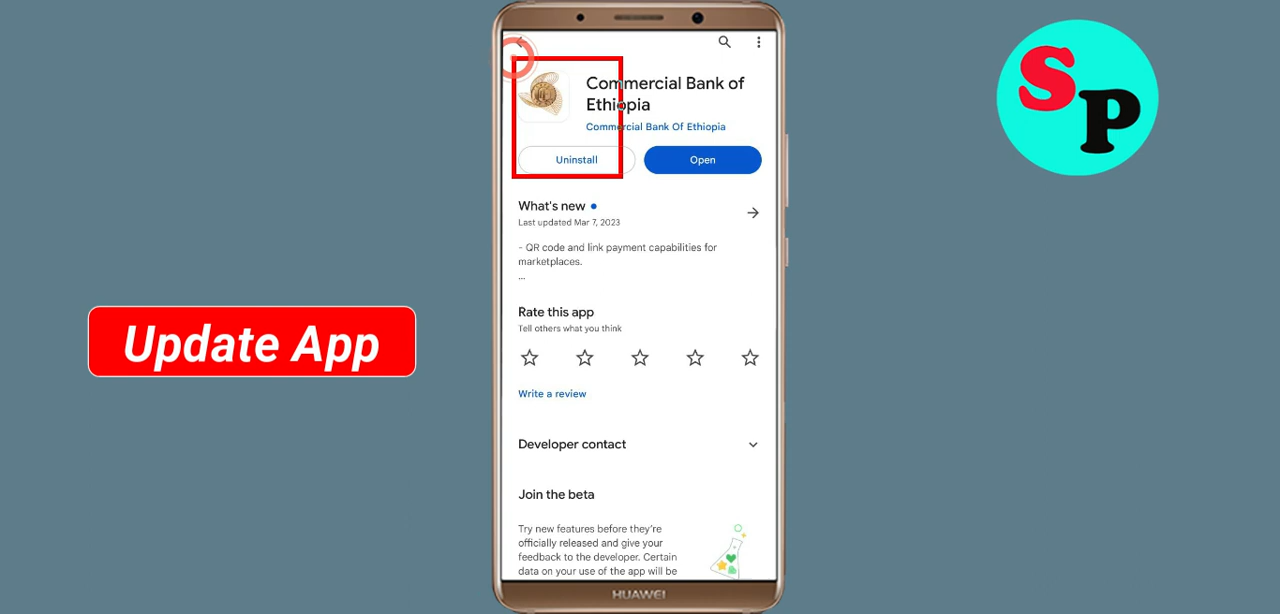 SP
Commercial Bank of
Ethiopia
Commercial Bank Of Ethiopia
Uninstall
Open
What's new
Last updated Mar 7, 2023
- QR code and link payment capabilities for
marketplaces.
...
Rate this app
Tell others what you think
Write a review
Developer contact
Join the beta
Try new features before they're
officially released and give your
feedback to the developer. Certain
data on your use of the app will be
HUAWEI
Update App